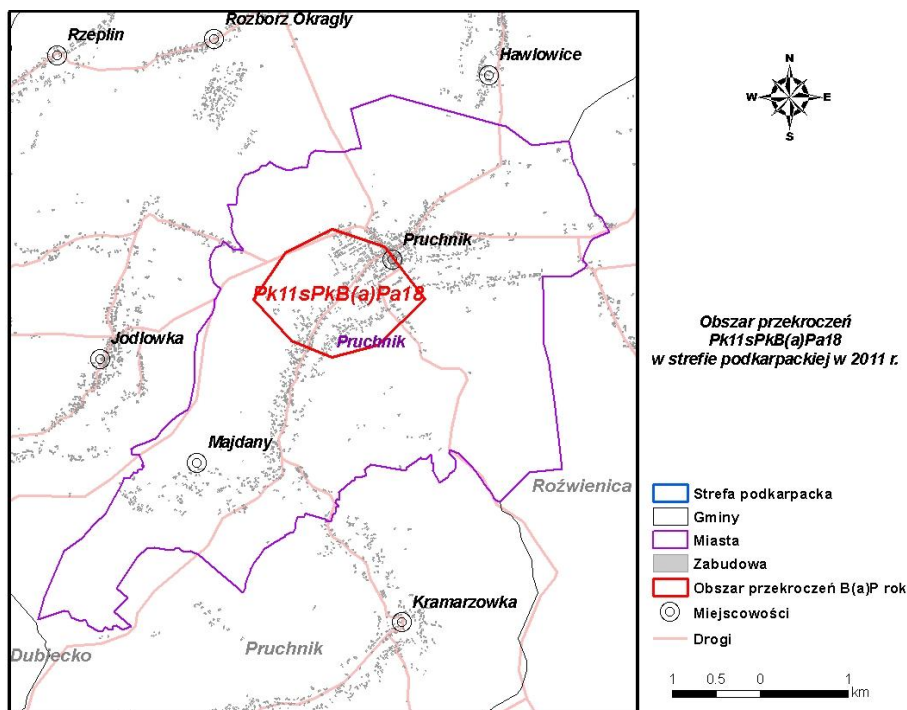 Rozborz Okragly
Rzeplin
Hawlowice
N
W E
S
Pruchnik
Pk11sPkB(a)Pa18
Pruchnik
Jodlowka
Obszar przekroczeń
Pk11sPkB(a)Pa18
w strefie podkarpackiej w 2011 r.
Majdany
Roźwienica
Strefa podkarpacka
Gminy
Miasta
Zabudowa
Obszar przekroczeń B(a)P rok
Miejscowości
Drogi
Kramarzowka
Pruchnik
Dubiecko
1 0.5 0 1
km